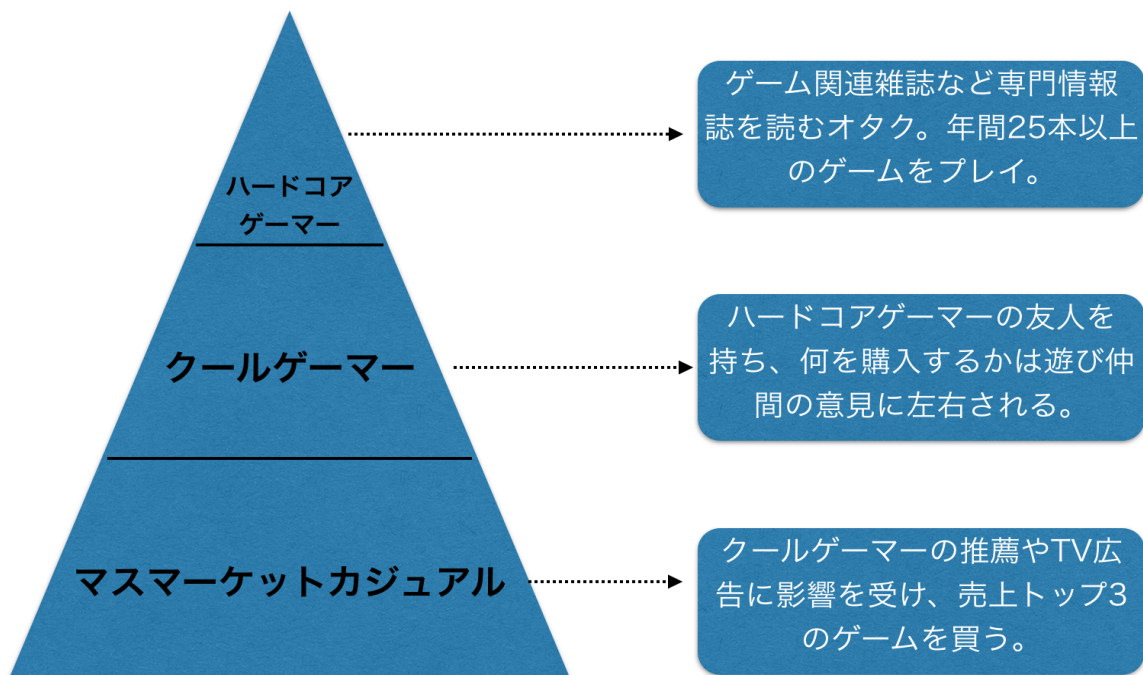 ゲーム関連雑誌など専門情報
誌を読むオタク。年間25本以上
のゲームをプレイ。
ハードコア
ゲーマー
ハードコアゲーマーの友人を
持ち、何を購入するかは遊び仲
間の意見に左右される。
クールゲーマー
クールゲーマーの推薦やTV広
告に影響を受け、売上トップ3
のゲームを買う。
マスマーケットカジュアル